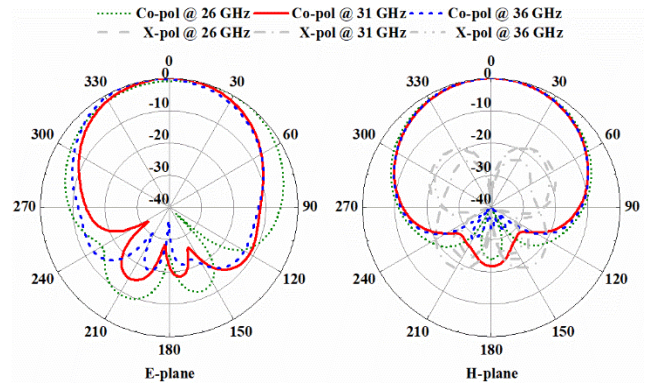 Co-pol @ 26 GHz Co-pol @ 31 GHz Co-pol @ 36 GHz
X-pol @ 26 GHz X-pol @ 31 GHz X-pol @ 36 GHz
0 0
330 0 30 330 0 30
-10 -10
300 -20 60 300 -20 60
-30 -30
-40 -40
270 90 270 90
240 120 240 120
210 150 210 150
180 180
E-plane H-plane